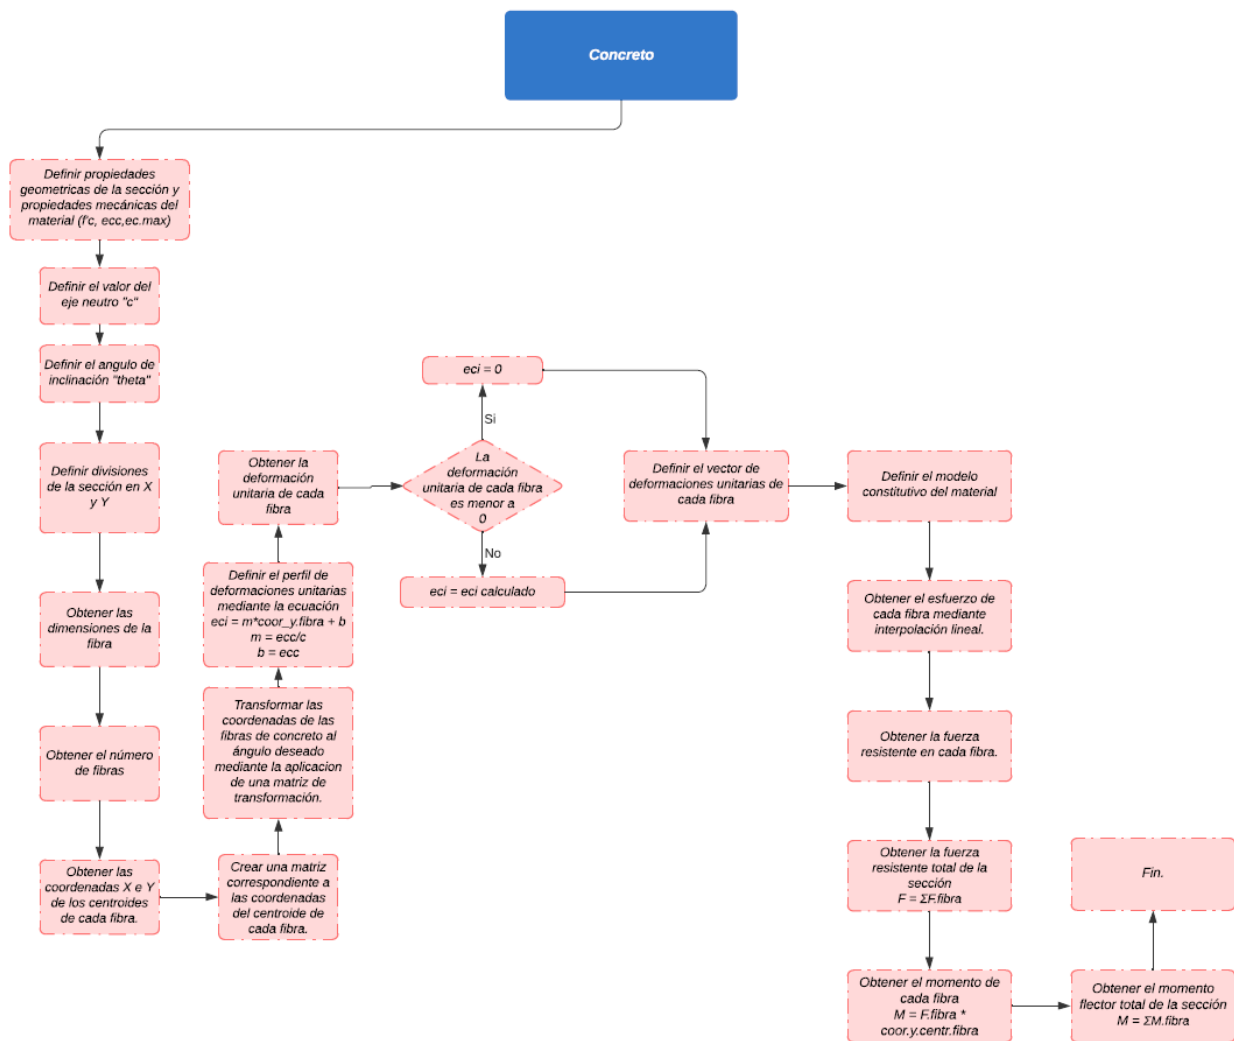 Concreto
Definir propiedades
geometricas de la sección y
propiedades mecánicas del
material (f'c, ecc,ec.max)
Definir el valor del
eje neutro "c"
Definir el angulo de
inclinación "theta"
Definir divisiones
de la sección en X
y Y
Obtener las
dimensiones de la
fibra
Obtener el número
de fibras
Obtener las
coordenadas X e Y
de los centroides
de cada fibra.
Crear una matriz
correspondiente a
las coordenadas
del centroide de
cada fibra.
Transformar las
coordenadas de las
fibras de concreto al
ángulo deseado
mediante la aplicacion
de una matriz de
transformación.
Definir el perfil de
deformaciones unitarias
mediante la ecuación
eci = m*coor_y.fibra + b
m = ecc/c
b = ecc
Obtener la
deformación
unitaria de cada
fibra
La
deformación
unitaria de cada fibra
es menor a
0
Si
eci = 0
No
eci = eci calculado
Definir el vector de
deformaciones unitarias de
cada fibra
Definir el modelo
constitutivo del material
Obtener el esfuerzo de
cada fibra mediante
interpolación lineal.
Obtener la fuerza
resistente en cada fibra.
Obtener la fuerza
resistente total de la
sección
F = ΣF.fibra
Obtener el momento de
cada fibra
M = F.fibra *
coor.y.centr.fibra
Obtener el momento
flector total de la sección
M = ΣM.fibra
Fin.